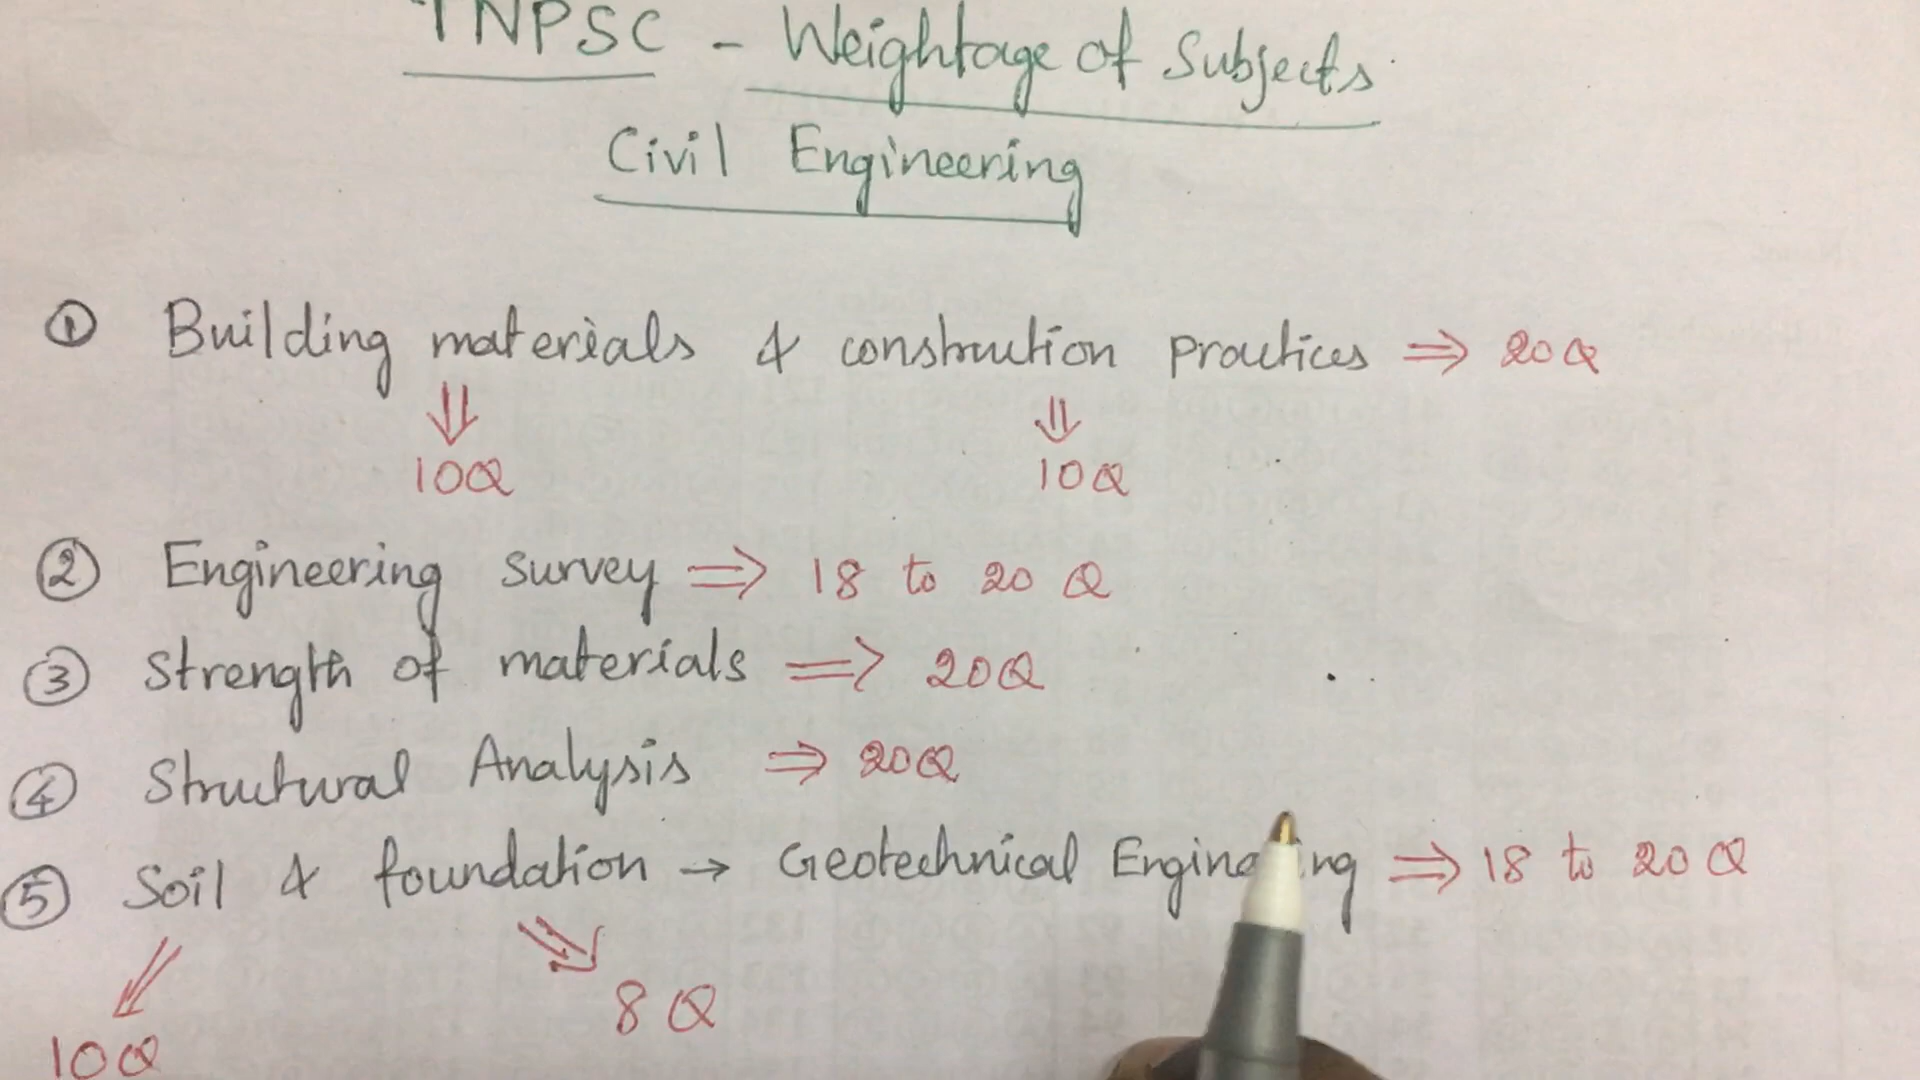 TNPSC - Weightage of Subjects
Civil Engineering
① Building materials & construction practices ⇒ 20Q
⇓ ⇓
10Q 10Q
② Engineering survey ⇒ 18 to 20 Q
③ Strength of materials ⇒ 20Q
④ Structural Analysis ⇒ 20Q
⑤ Soil & foundation → Geotechnical Engineering ⇒ 18 to 20 Q
8 Q
10Q